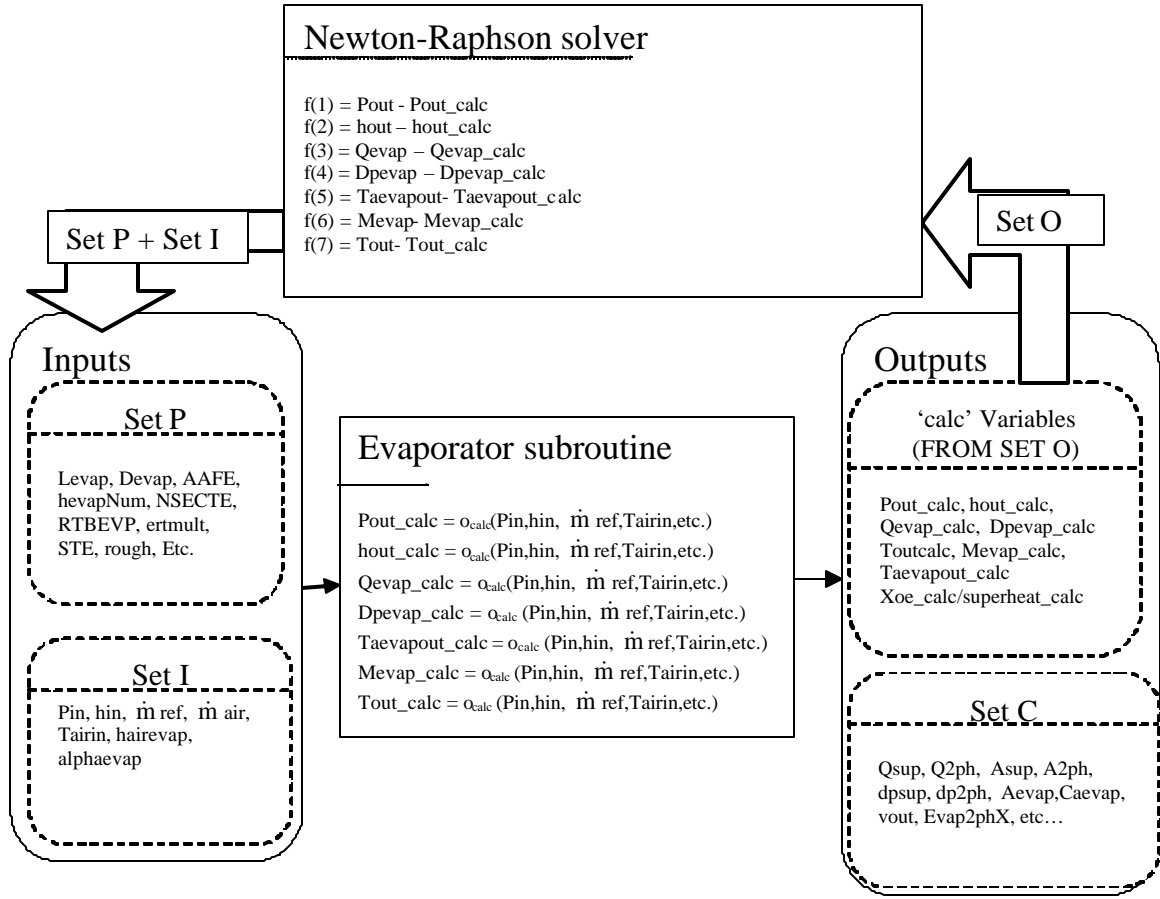 Newton-Raphson solver
f(1) = Pout - Pout_calc
f(2) = hout – hout_calc
f(3) = Qevap – Qevap_calc
f(4) = Dpevap – Dpevap_calc
f(5) = Taevapout- Taevapout_calc
f(6) = Mevap- Mevap_calc
f(7) = Tout- Tout_calc
Set P + Set I
Set O
Inputs
Set P
Levap, Devap, AAFE,
hevapNum, NSECTE,
RTBEVP, ertmult,
STE, rough, Etc.
Set I
Pin, hin, ṁ ref, ṁ air,
Tairin, hairevap,
alphaevap
Evaporator subroutine
Pout_calc = ocalc(Pin,hin, ṁ ref,Tairin,etc.)
hout_calc = ocalc(Pin,hin, ṁ ref,Tairin,etc.)
Qevap_calc = ocalc(Pin,hin, ṁ ref,Tairin,etc.)
Dpevap_calc = ocalc (Pin,hin, ṁ ref,Tairin,etc.)
Taevapout_calc = ocalc (Pin,hin, ṁ ref,Tairin,etc.)
Mevap_calc = ocalc (Pin,hin, ṁ ref,Tairin,etc.)
Tout_calc = ocalc (Pin,hin, ṁ ref,Tairin,etc.)
Outputs
‘calc’ Variables
(FROM SET O)
Pout_calc, hout_calc,
Qevap_calc, Dpevap_calc
Toutcalc, Mevap_calc,
Taevapout_calc
Xoe_calc/superheat_calc
Set C
Qsup, Q2ph, Asup, A2ph,
dpsup, dp2ph, Aevap,Caevap,
vout, Evap2phX, etc…